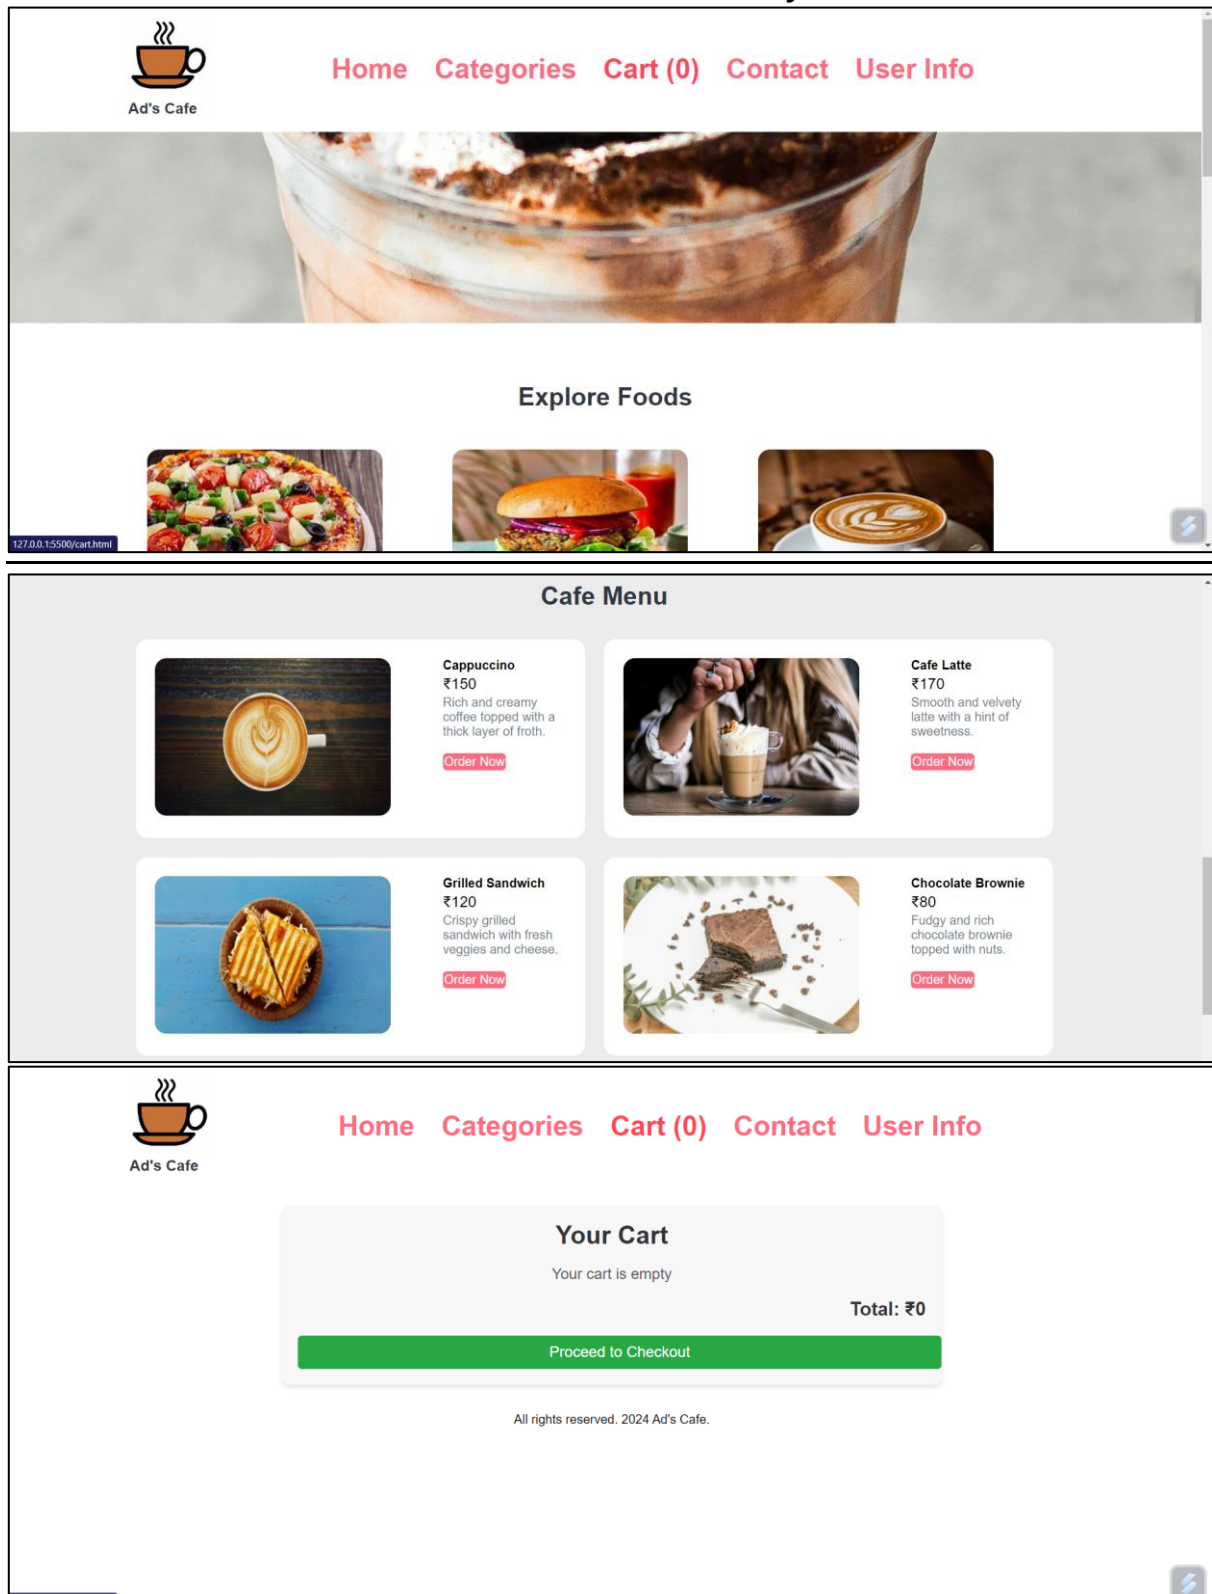 Home Categories Cart (0) Contact User Info
Ad's Cafe
Explore Foods
127.0.0.1:5500/cart.html
Cafe Menu
Cappuccino
₹150
Rich and creamy
coffee topped with a
thick layer of froth.
Order Now
Cafe Latte
₹170
Smooth and velvety
latte with a hint of
sweetness.
Order Now
Grilled Sandwich
₹120
Crispy grilled
sandwich with fresh
veggies and cheese.
Order Now
Chocolate Brownie
₹80
Fudgy and rich
chocolate brownie
topped with nuts.
Order Now
Home Categories Cart (0) Contact User Info
Ad's Cafe
Your Cart
Your cart is empty
Total: ₹0
Proceed to Checkout
All rights reserved. 2024 Ad's Cafe.